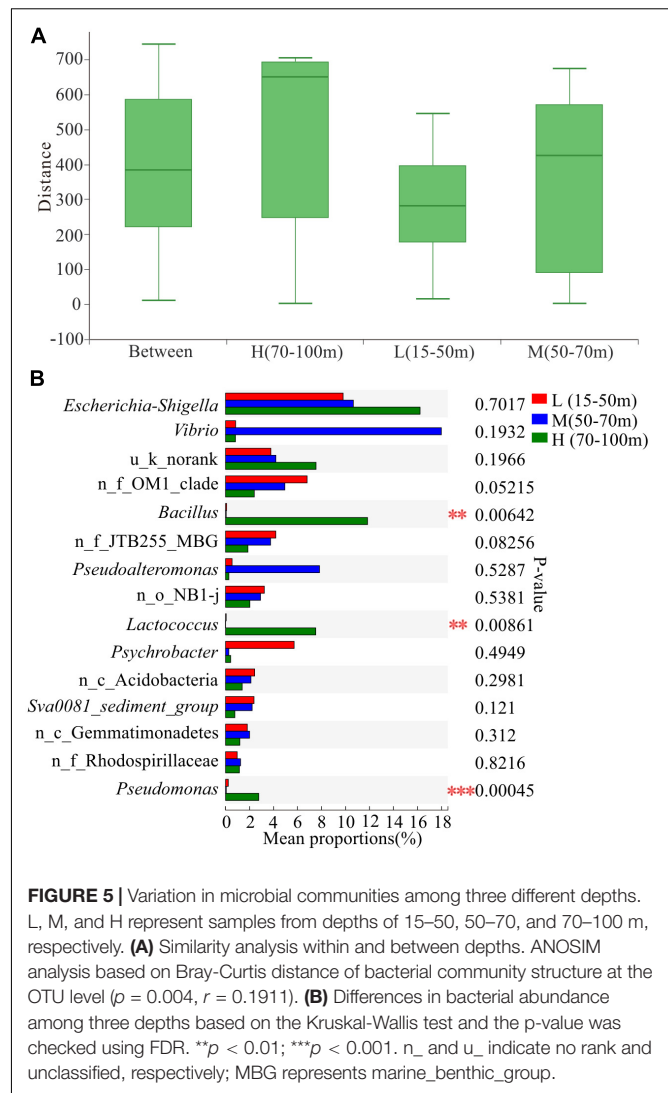 A
700
600
500
400
300
200
100
0
-100
Distance
Between H(70-100m) L(15-50m) M(50-70m)
B
Escherichia-Shigella 0.7017
Vibrio 0.1932
u_k_norank 0.1966
n_f_OM1_clade 0.05215
Bacillus ** 0.00642
n_f_JTB255_MBG 0.08256
Pseudoalteromonas 0.5287
n_o_NB1-j 0.5381
Lactococcus ** 0.00861
Psychrobacter 0.4949
n_c_Acidobacteria 0.2981
Sva0081_sediment_group 0.121
n_c_Gemmatimonadetes 0.312
n_f_Rhodospirillaceae 0.8216
Pseudomonas *** 0.00045
L (15-50m)
M(50-70m)
H (70-100m)
P-value
0 2 4 6 8 10 12 14 16 18
Mean proportions(%)
FIGURE 5 | Variation in microbial communities among three different depths.
L, M, and H represent samples from depths of 15–50, 50–70, and 70–100 m,
respectively. (A) Similarity analysis within and between depths. ANOSIM
analysis based on Bray-Curtis distance of bacterial community structure at the
OTU level (p = 0.004, r = 0.1911). (B) Differences in bacterial abundance
among three depths based on the Kruskal-Wallis test and the p-value was
checked using FDR. **p < 0.01; ***p < 0.001. n_ and u_ indicate no rank and
unclassified, respectively; MBG represents marine_benthic_group.